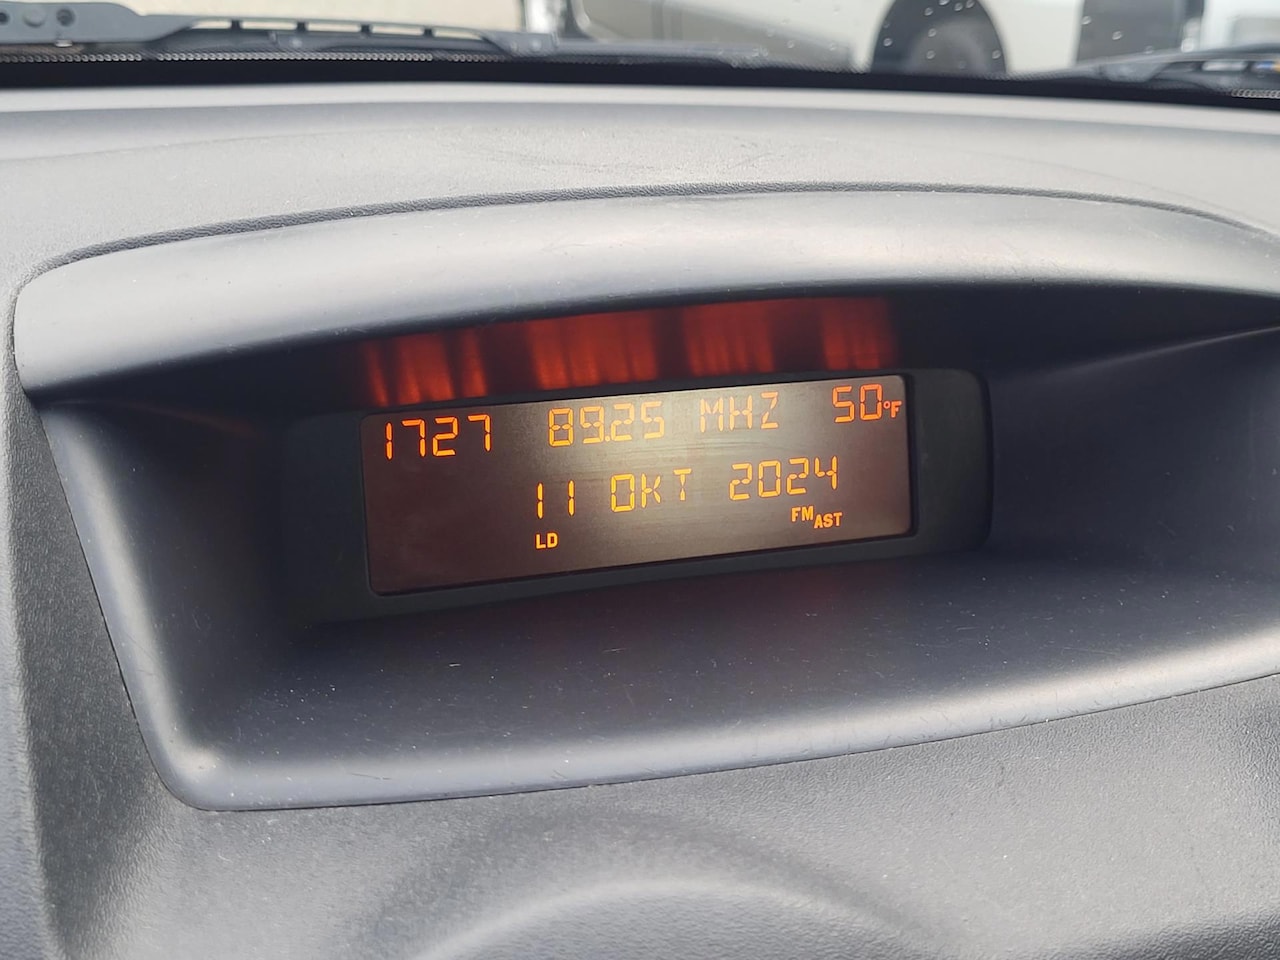 1727 89.25 MHZ 50°F
11 OKT 2024
FM AST
LD